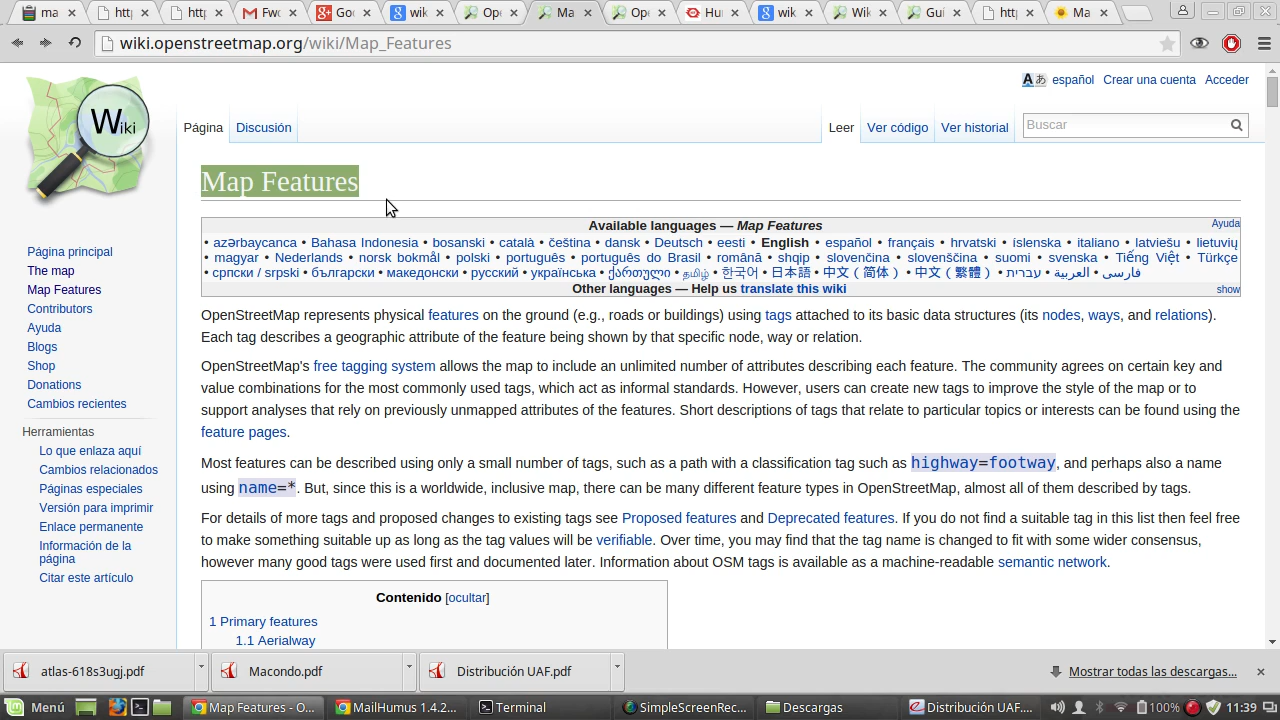 ma
http
http
Fwd
Goo
wik
Ope
Ma
Ope
Hu
wik
Wik
Guí
http
Ma
wiki.openstreetmap.org/wiki/Map_Features
español Crear una cuenta Acceder
Wiki
Página Discusión Leer Ver código Ver historial Buscar
Map Features
Available languages — Map Features Ayuda
• azərbaycanca • Bahasa Indonesia • bosanski • català • čeština • dansk • Deutsch • eesti • English • español • français • hrvatski • íslenska • italiano • latviešu • lietuvių
• magyar • Nederlands • norsk bokmål • polski • português • português do Brasil • română • shqip • slovenčina • slovenščina • suomi • svenska • Tiếng Việt • Türkçe
• српски / srpski • български • македонски • русский • українська • ქართული • தமிழ் • 한국어 • 日本語 • 中文（简体） • 中文（繁體） • עברית • العربية • فارسی
Other languages — Help us translate this wiki show
OpenStreetMap represents physical features on the ground (e.g., roads or buildings) using tags attached to its basic data structures (its nodes, ways, and relations).
Each tag describes a geographic attribute of the feature being shown by that specific node, way or relation.
OpenStreetMap's free tagging system allows the map to include an unlimited number of attributes describing each feature. The community agrees on certain key and
value combinations for the most commonly used tags, which act as informal standards. However, users can create new tags to improve the style of the map or to
support analyses that rely on previously unmapped attributes of the features. Short descriptions of tags that relate to particular topics or interests can be found using the
feature pages.
Most features can be described using only a small number of tags, such as a path with a classification tag such as highway=footway, and perhaps also a name
using name=*. But, since this is a worldwide, inclusive map, there can be many different feature types in OpenStreetMap, almost all of them described by tags.
For details of more tags and proposed changes to existing tags see Proposed features and Deprecated features. If you do not find a suitable tag in this list then feel free
to make something suitable up as long as the tag values will be verifiable. Over time, you may find that the tag name is changed to fit with some wider consensus,
however many good tags were used first and documented later. Information about OSM tags is available as a machine-readable semantic network.
Contenido [ocultar]
1 Primary features
1.1 Aerialway
Página principal
The map
Map Features
Contributors
Ayuda
Blogs
Shop
Donations
Cambios recientes
Herramientas
Lo que enlaza aquí
Cambios relacionados
Páginas especiales
Versión para imprimir
Enlace permanente
Información de la
página
Citar este artículo
atlas-618s3ugj.pdf
Macondo.pdf
Distribución UAF.pdf
Mostrar todas las descargas...
Menú
Map Features - O...
MailHumus 1.4.2...
Terminal
SimpleScreenRec...
Descargas
Distribución UAF....
100%
11:39